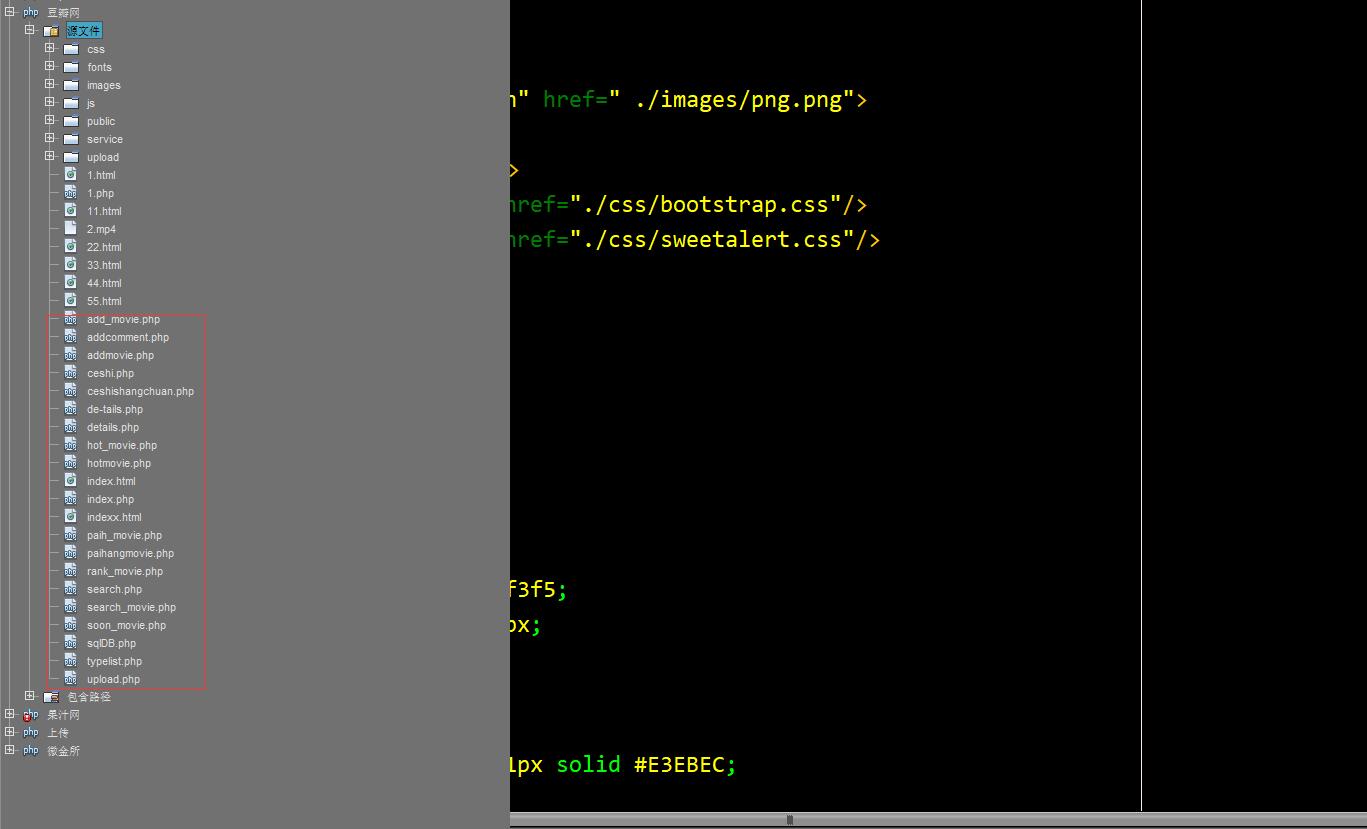 php 豆瓣网
源文件
css
fonts
images
js
public
service
upload
1.html
1.php
11.html
2.mp4
22.html
33.html
44.html
55.html
add_movie.php
addcomment.php
addmovie.php
ceshi.php
ceshishangchuan.php
de-tails.php
details.php
hot_movie.php
hotmovie.php
index.html
index.php
indexx.html
paih_movie.php
paihangmovie.php
rank_movie.php
search.php
search_movie.php
soon_movie.php
sqlDB.php
typelist.php
upload.php
包含路径
php 果汁网
php 上传
php 微金所
n" href=" ./images/png.png">
>
href="./css/bootstrap.css"/>
href="./css/sweetalert.css"/>
f3f5;
px;
1px solid #E3EBEC;